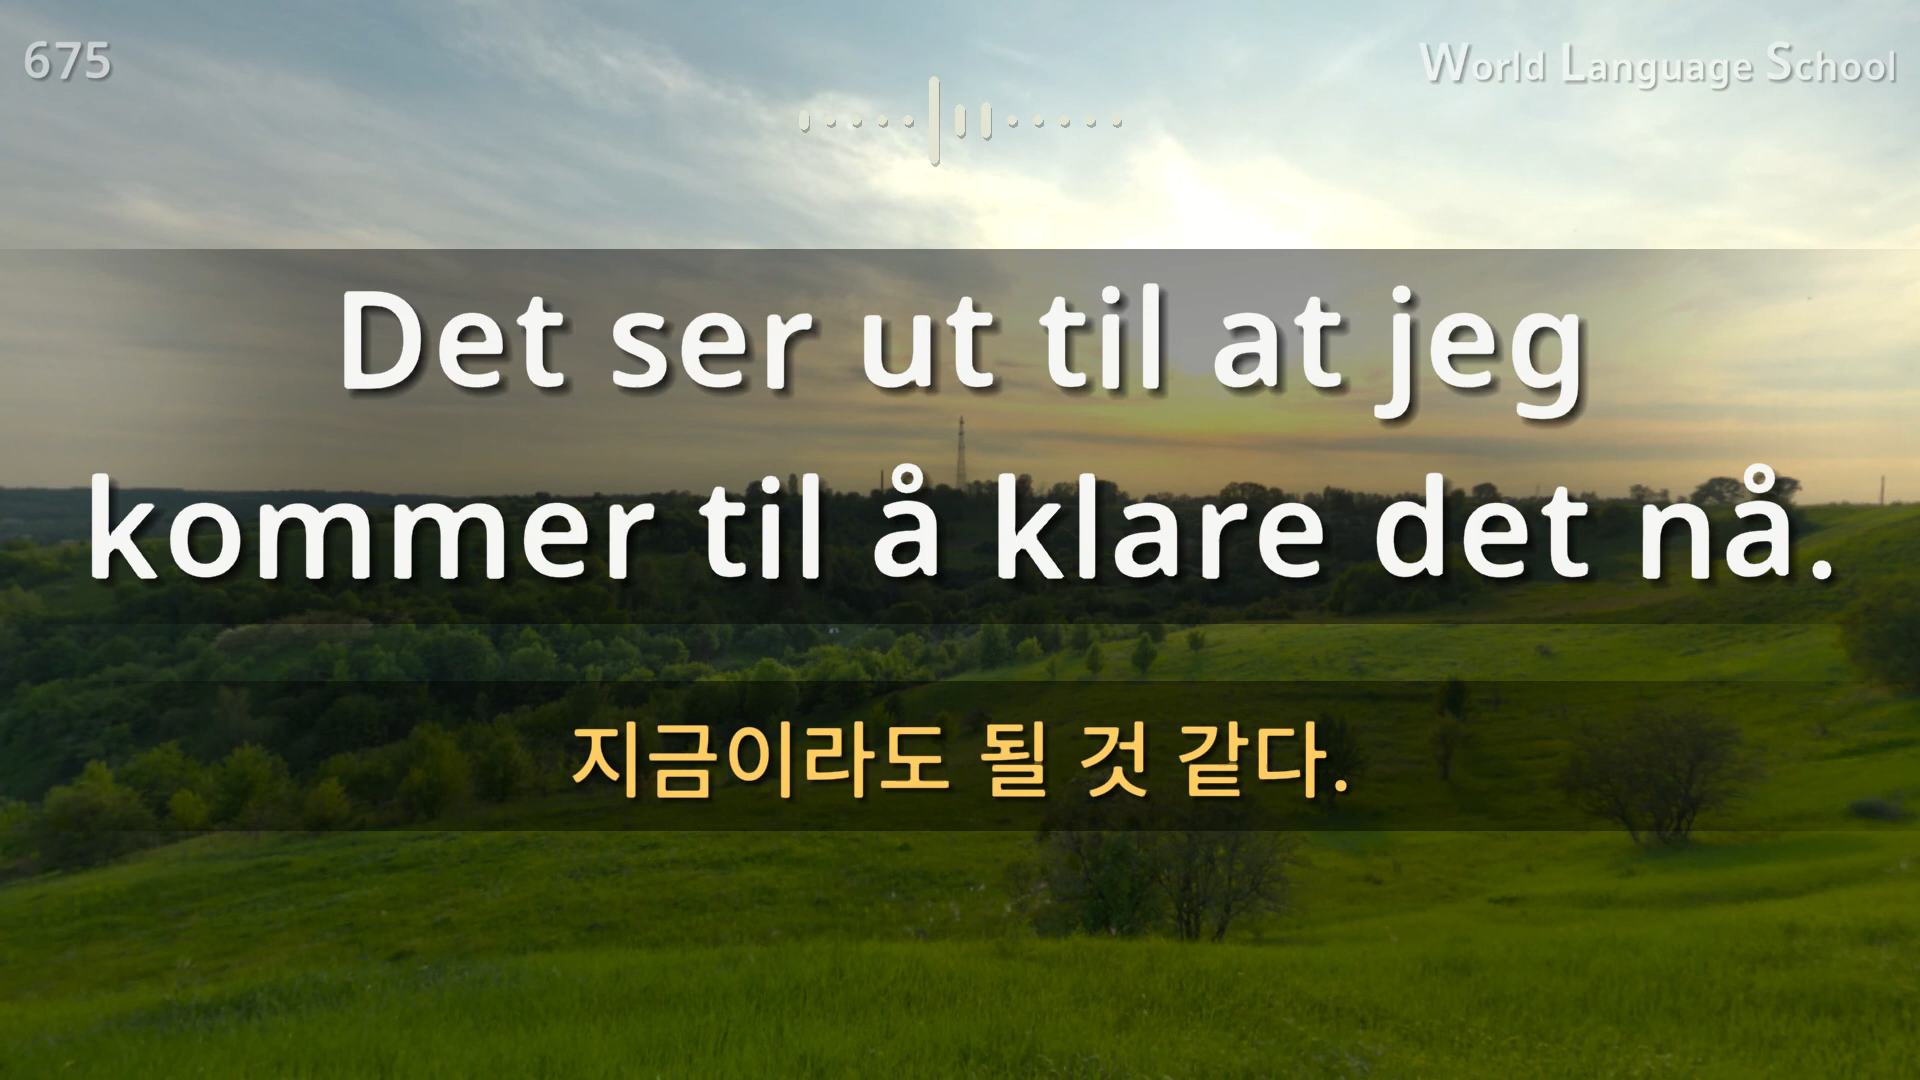 675
World Language School
Det ser ut til at jeg
kommer til å klare det nå.
지금이라도 될 것 같다.